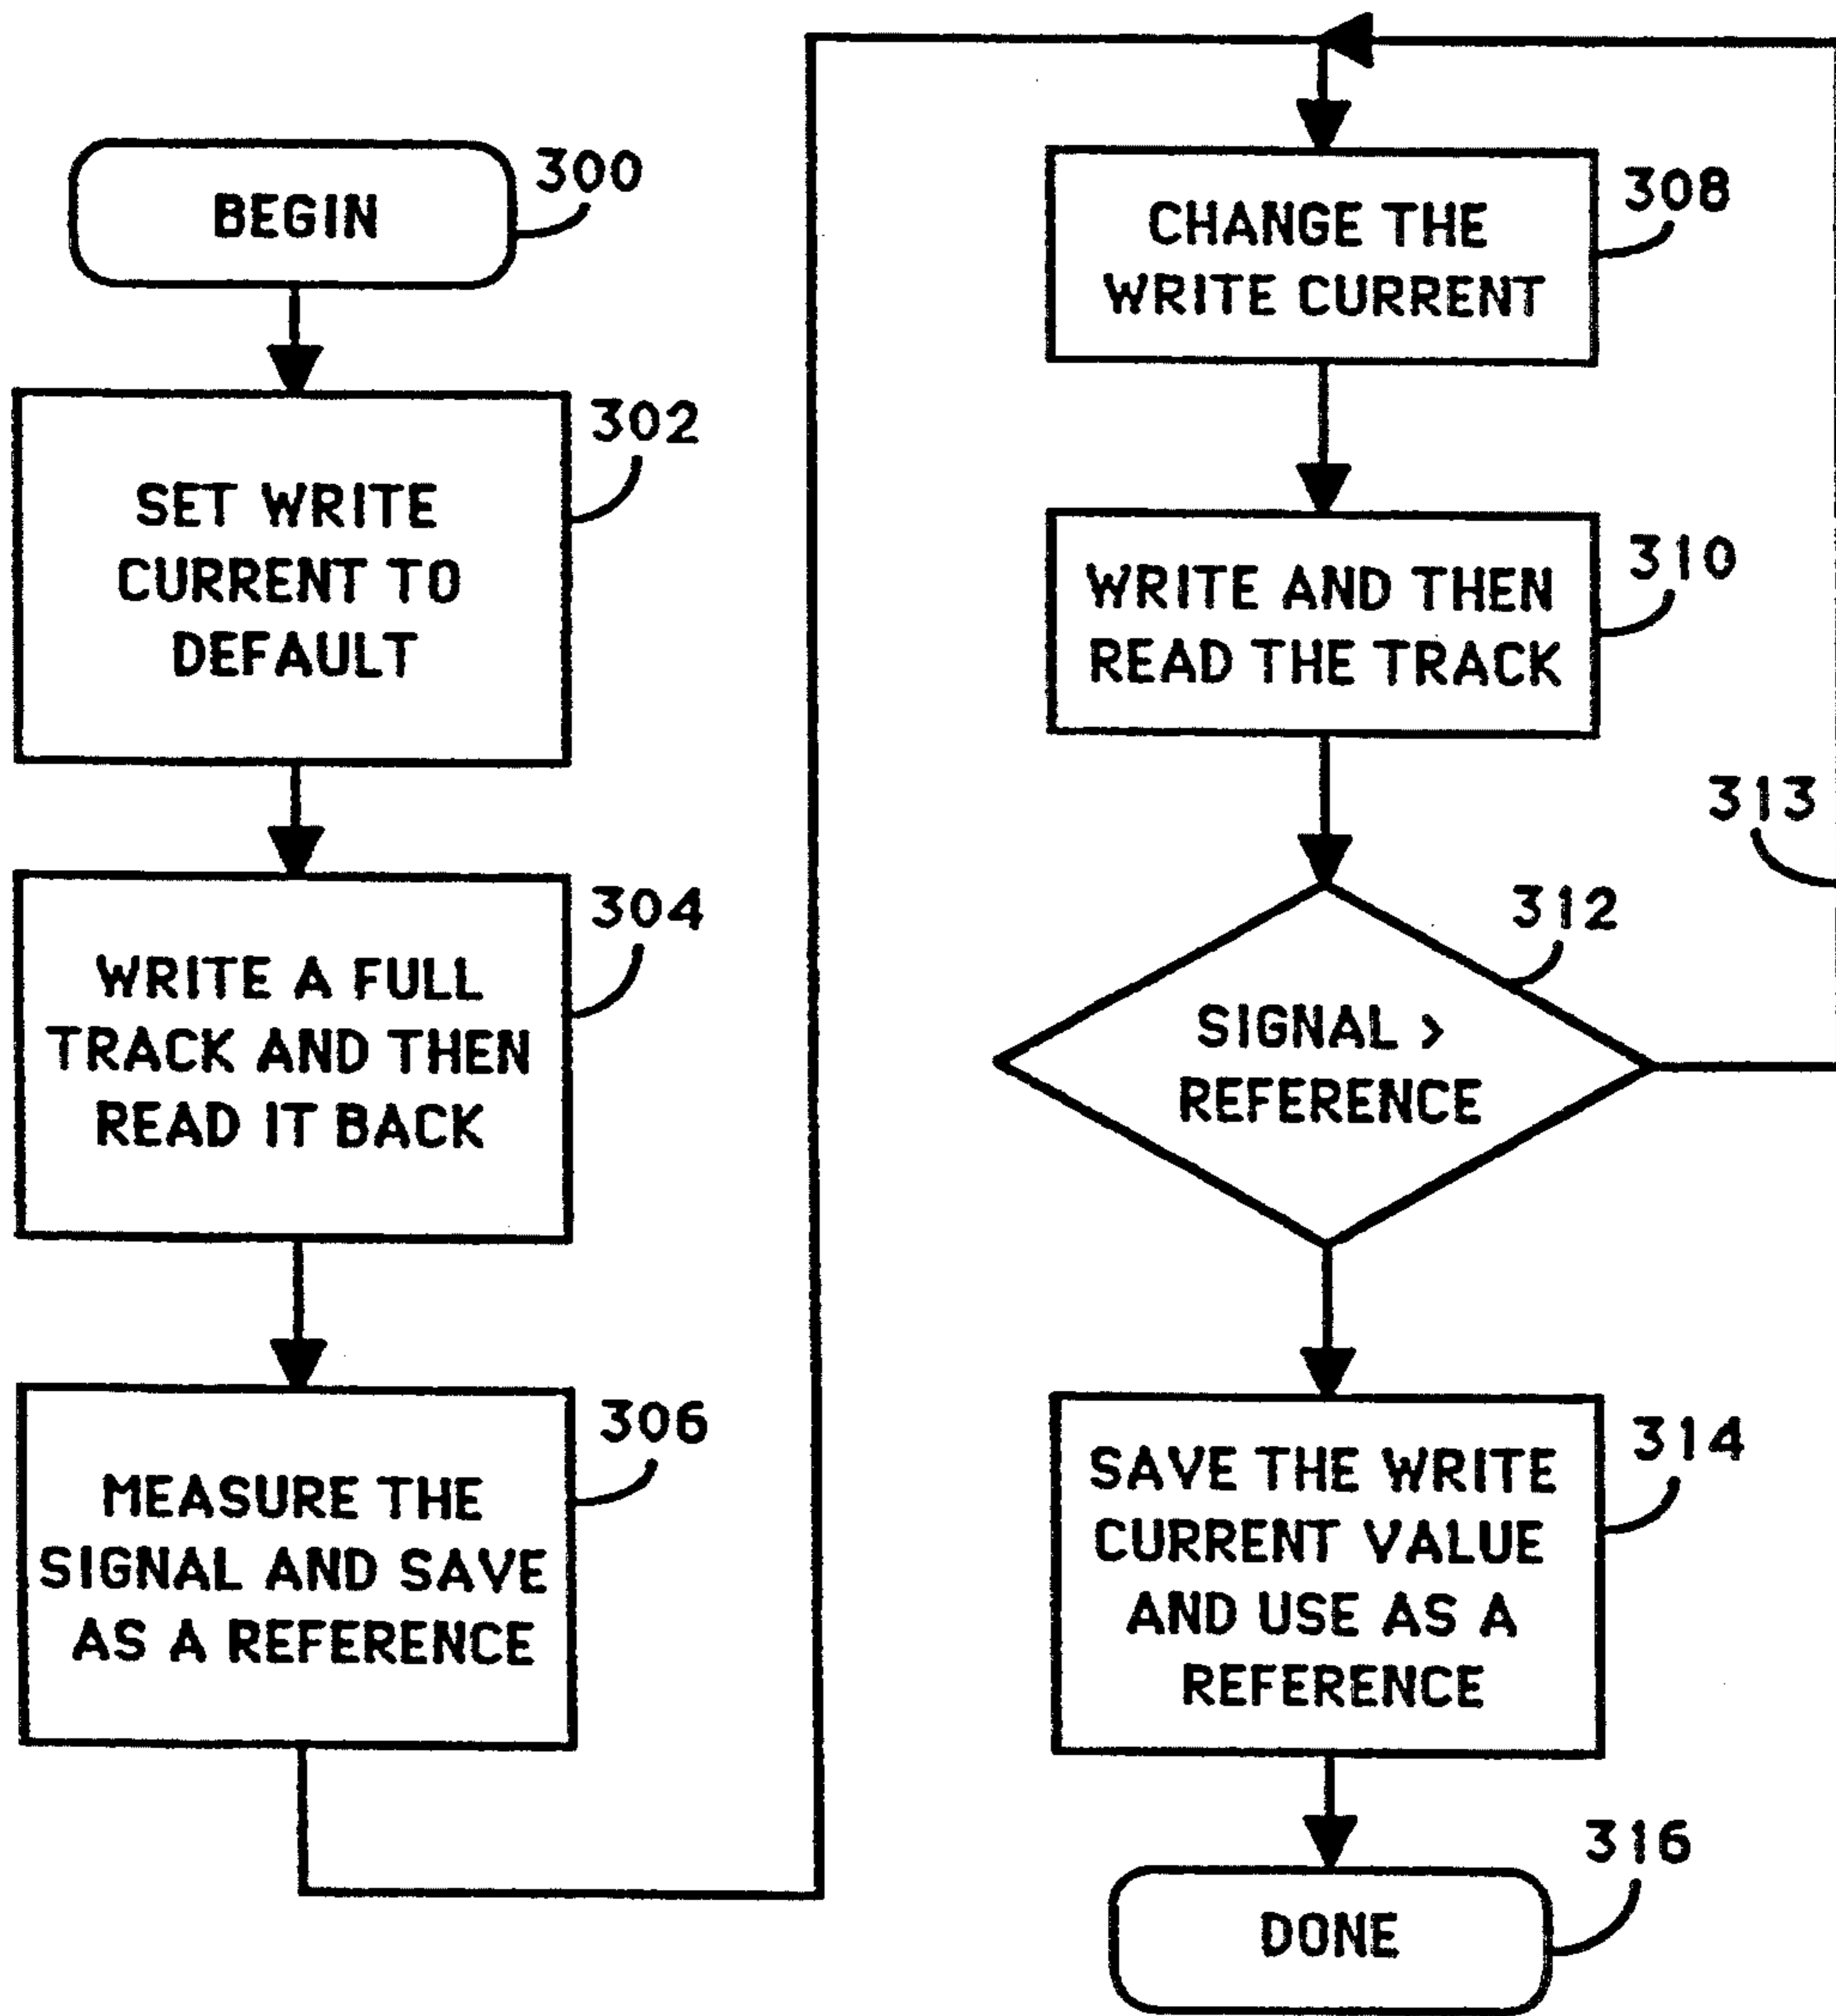 BEGIN
300
SET WRITE
CURRENT TO
DEFAULT
302
WRITE A FULL
TRACK AND THEN
READ IT BACK
304
MEASURE THE
SIGNAL AND SAVE
AS A REFERENCE
306
CHANGE THE
WRITE CURRENT
308
WRITE AND THEN
READ THE TRACK
310
SIGNAL >
REFERENCE
312
313
SAVE THE WRITE
CURRENT VALUE
AND USE AS A
REFERENCE
314
DONE
316